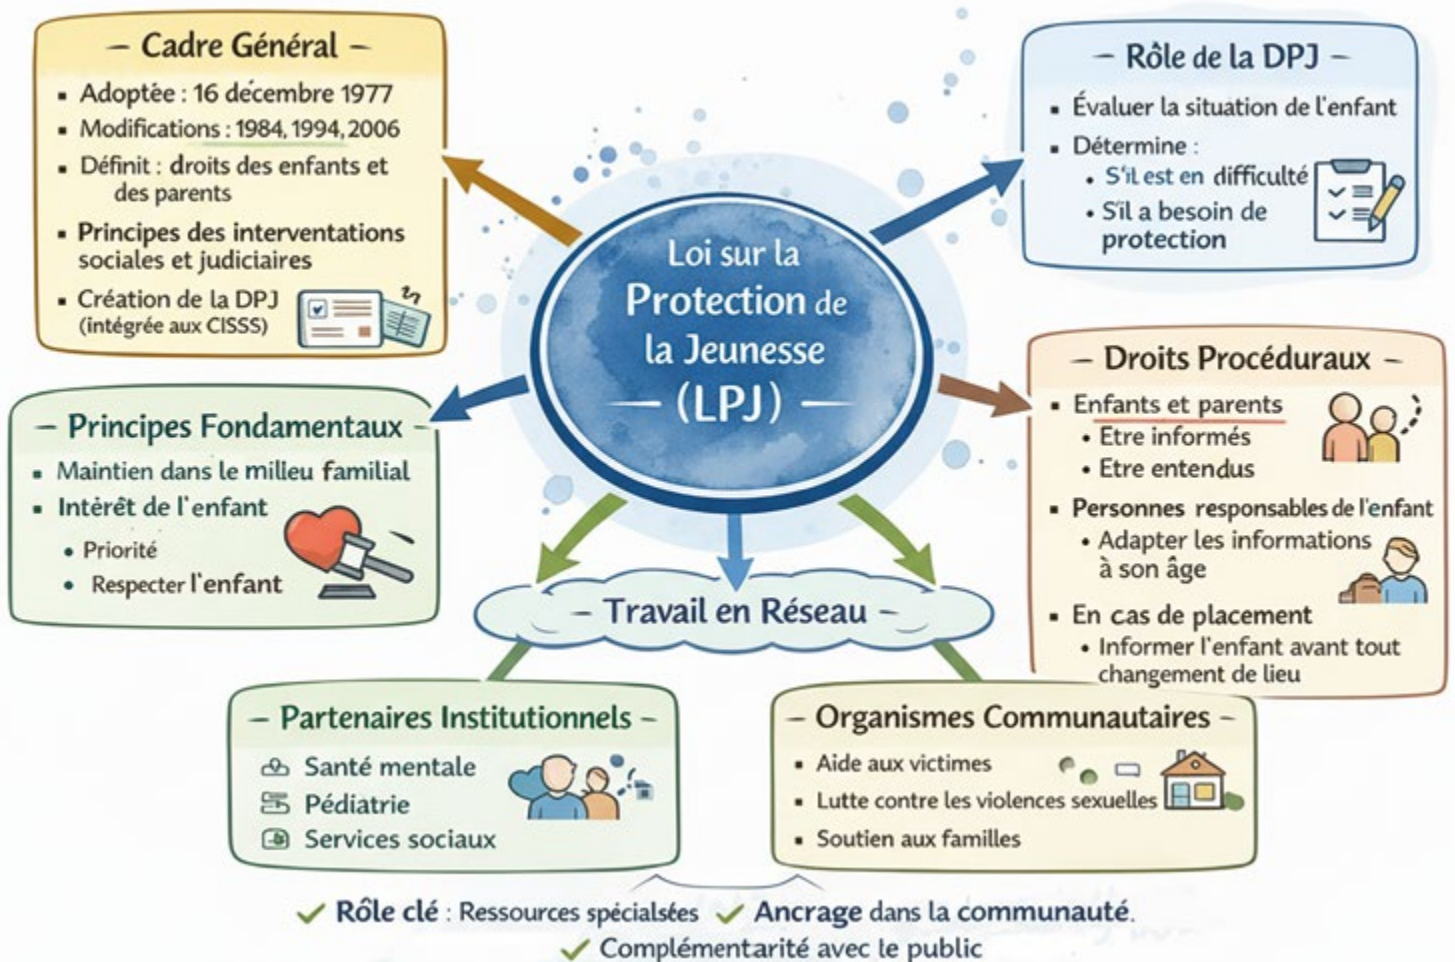 – Cadre Général –
▪ Adoptée : 16 décembre 1977
▪ Modifications : 1984, 1994, 2006
▪ Définit : droits des enfants et
des parents
▪ Principes des interventions
sociales et judiciaires
▪ Création de la DPJ
(intégrée aux CISSS)
– Rôle de la DPJ –
▪ Évaluer la situation de l'enfant
▪ Détermine :
• S'il est en difficulté
• S'il a besoin de
protection
Loi sur la
Protection de
la Jeunesse
– (LPJ) –
– Principes Fondamentaux –
▪ Maintien dans le milieu familial
▪ Intérêt de l'enfant
• Priorité
• Respecter l'enfant
– Droits Procéduraux –
▪ Enfants et parents
• Etre informés
• Etre entendus
▪ Personnes responsables de l'enfant
• Adapter les informations
à son âge
▪ En cas de placement
• Informer l'enfant avant tout
changement de lieu
– Travail en Réseau –
– Partenaires Institutionnels –
Santé mentale
Pédiatrie
Services sociaux
– Organismes Communautaires –
▪ Aide aux victimes
▪ Lutte contre les violences sexuelles
▪ Soutien aux familles
✓ Rôle clé : Ressources spécialsées ✓ Ancrage dans la communauté.
✓ Complémentarité avec le public